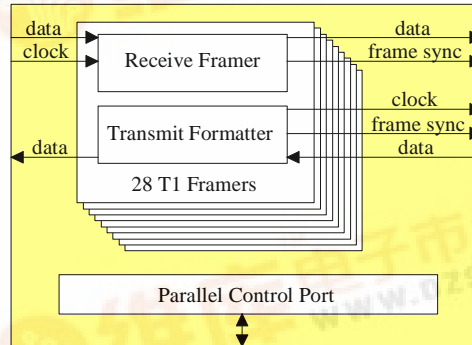 data data
clock Receive Framer frame sync
clock
Transmit Formatter frame sync
data data
28 T1 Framers
Parallel Control Port